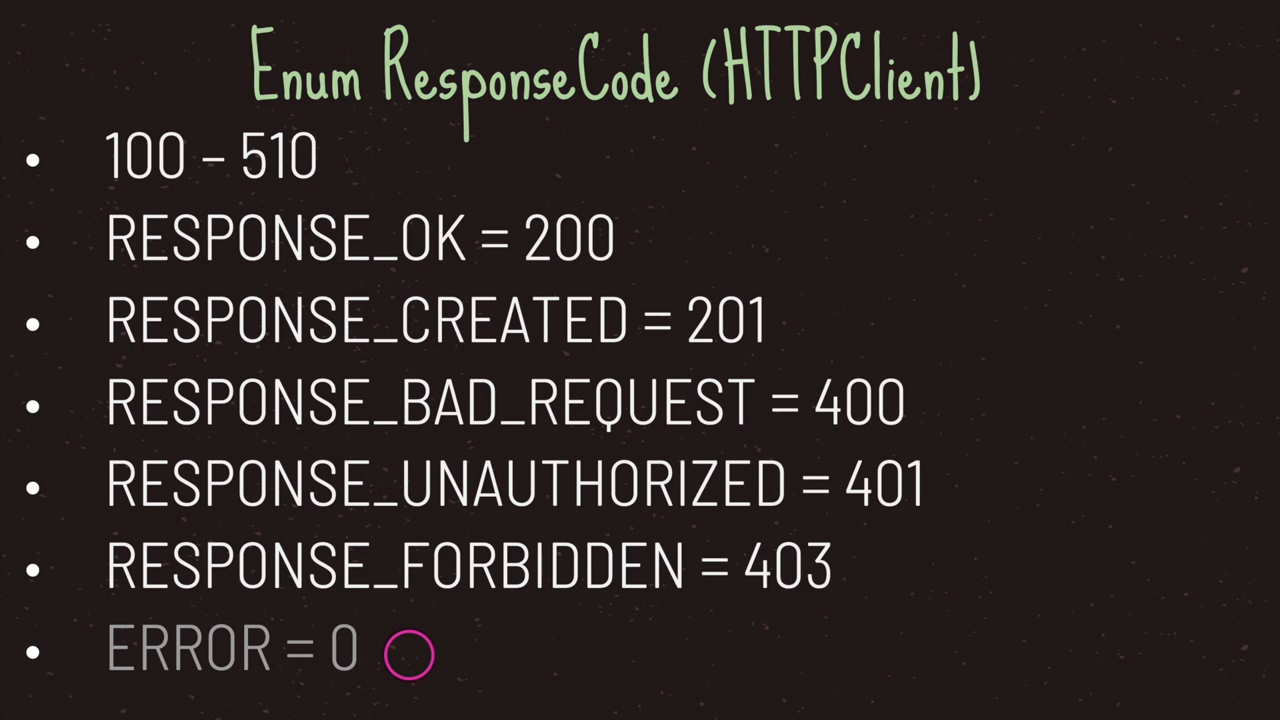 Enum ResponseCode (HTTPClient)
• 100 – 510
• RESPONSE_OK = 200
• RESPONSE_CREATED = 201
• RESPONSE_BAD_REQUEST = 400
• RESPONSE_UNAUTHORIZED = 401
• RESPONSE_FORBIDDEN = 403
• ERROR = 0